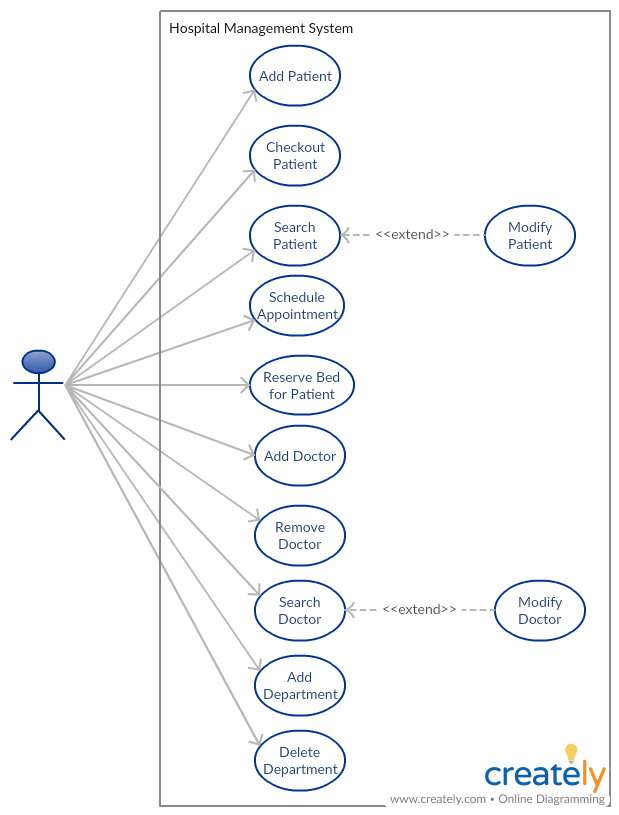 Hospital Management System
Add Patient
Checkout
Patient
Search
Patient
<<extend>>
Modify
Patient
Schedule
Appointment
Reserve Bed
for Patient
Add Doctor
Remove
Doctor
Search
Doctor
<<extend>>
Modify
Doctor
Add
Department
Delete
Department
creately
www.creately.com • Online Diagramming